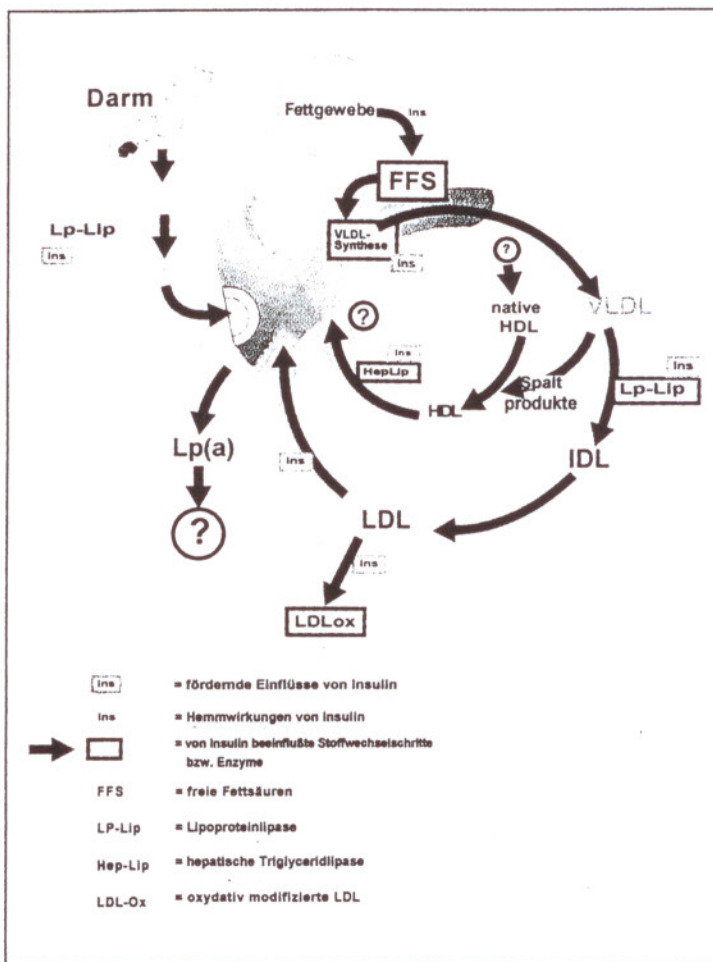 Darm
Fettgewebe
Ins
FFS
Lp-Lip
Ins
VLDL-
Synthese
Ins
?
native
HDL
VLDL
?
Ins
HepLip
HDL
Spalt
produkte
Ins
Lp-Lip
IDL
Lp(a)
?
Ins
LDL
Ins
LDLox
Ins = fördernde Einflüsse von Insulin
Ins = Hemmwirkungen von Insulin
= von Insulin beeinflußte Stoffwechselschritte
bzw. Enzyme
FFS = freie Fettsäuren
LP-Lip = Lipoproteinlipase
Hep-Lip = hepatische Triglyceridlipase
LDL-Ox = oxydativ modifizierte LDL